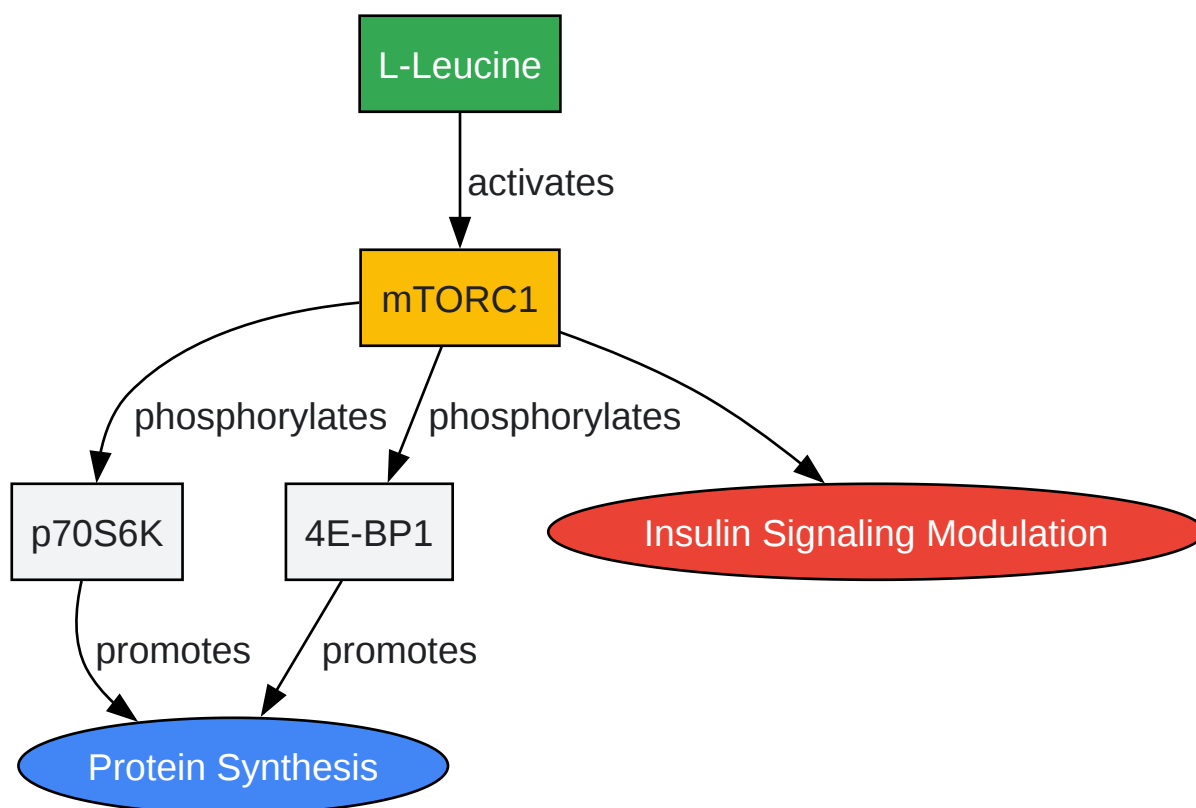 L-Leucine
activates
mTORC1
phosphorylates
phosphorylates
p70S6K
4E-BP1
Insulin Signaling Modulation
promotes
promotes
Protein Synthesis